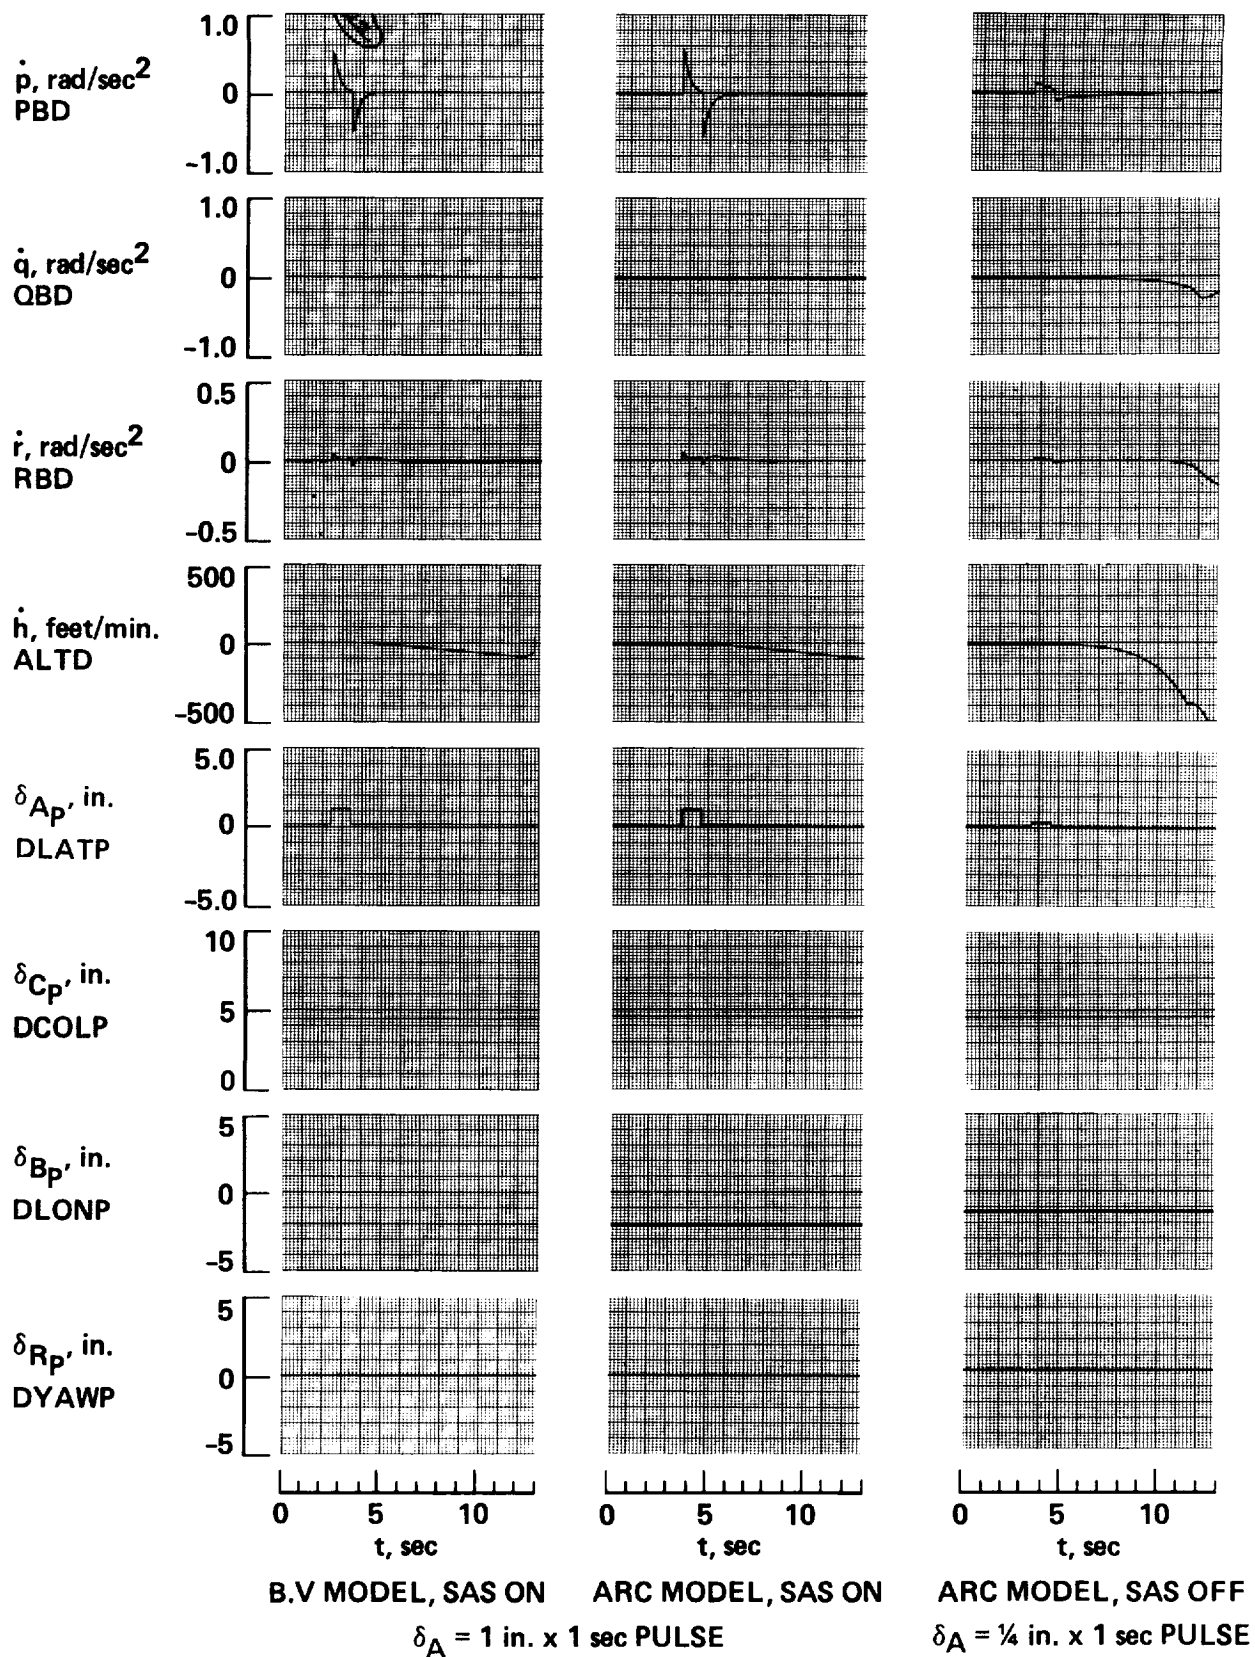 1.0
ṗ, rad/sec²
0
PBD
-1.0
1.0
q̇, rad/sec²
0
QBD
-1.0
0.5
ṙ, rad/sec²
0
RBD
-0.5
500
ḣ, feet/min.
0
ALTD
-500
5.0
δAP, in.
0
DLATP
-5.0
10
δCP, in.
5
DCOLP
0
5
δBP, in.
0
DLONP
-5
5
δRP, in.
0
DYAWP
-5
0 5 10 0 5 10 0 5 10
t, sec t, sec t, sec
B.V MODEL, SAS ON ARC MODEL, SAS ON ARC MODEL, SAS OFF
δA = 1 in. x 1 sec PULSE δA = ¼ in. x 1 sec PULSE